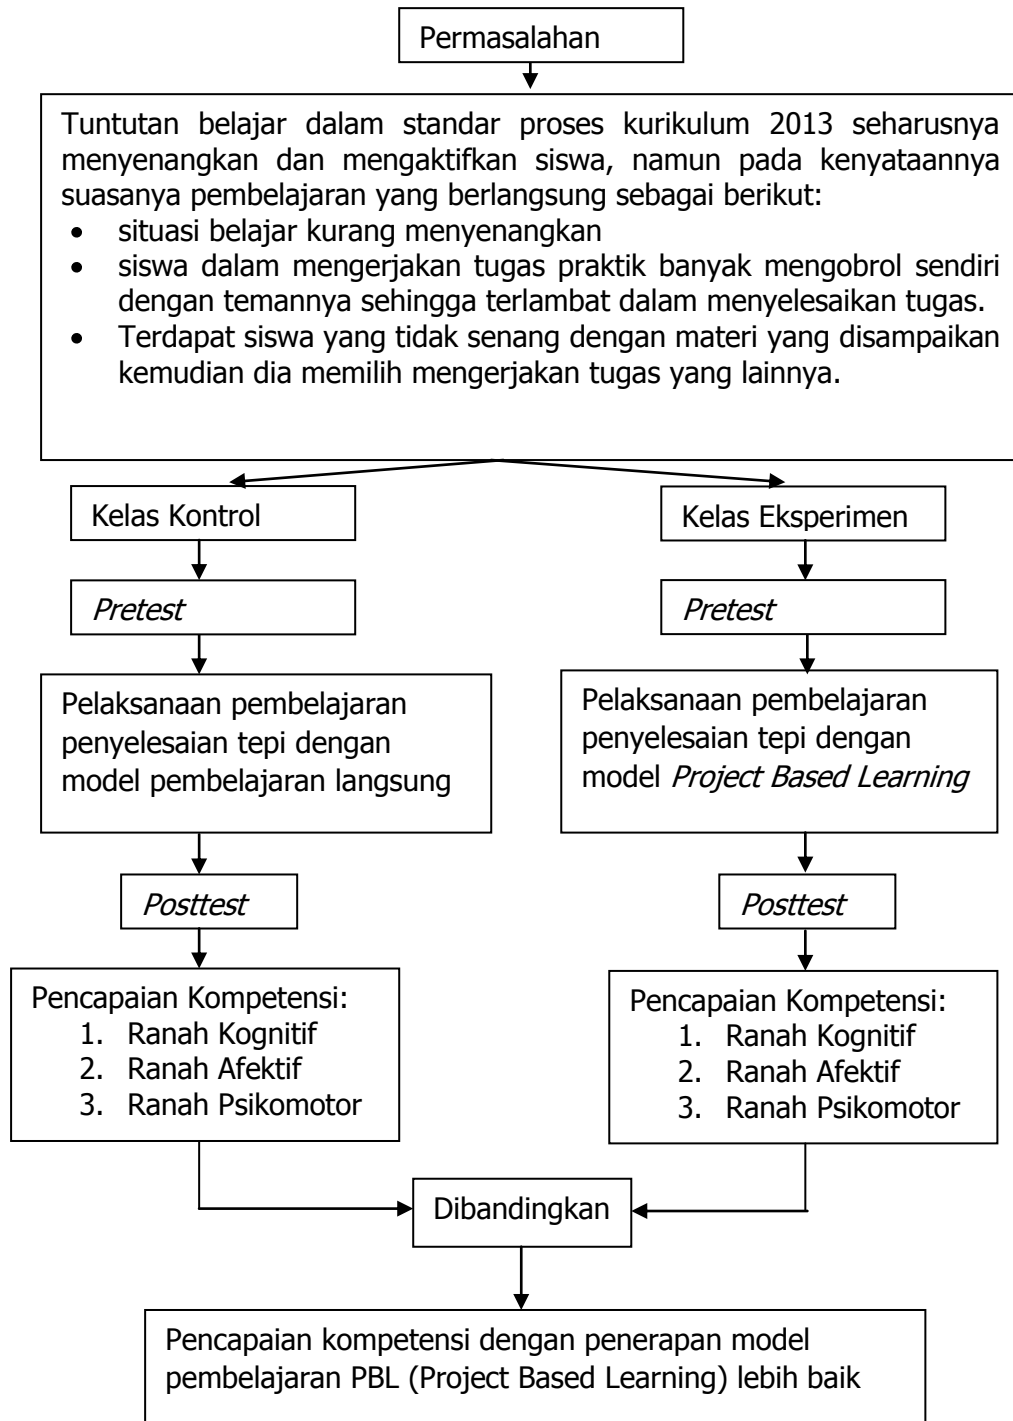 Permasalahan
Tuntutan belajar dalam standar proses kurikulum 2013 seharusnya
menyenangkan dan mengaktifkan siswa, namun pada kenyataannya
suasanya pembelajaran yang berlangsung sebagai berikut:
• situasi belajar kurang menyenangkan
• siswa dalam mengerjakan tugas praktik banyak mengobrol sendiri
dengan temannya sehingga terlambat dalam menyelesaikan tugas.
• Terdapat siswa yang tidak senang dengan materi yang disampaikan
kemudian dia memilih mengerjakan tugas yang lainnya.
Kelas Kontrol
Pretest
Pelaksanaan pembelajaran
penyelesaian tepi dengan
model pembelajaran langsung
Posttest
Pencapaian Kompetensi:
1. Ranah Kognitif
2. Ranah Afektif
3. Ranah Psikomotor
Kelas Eksperimen
Pretest
Pelaksanaan pembelajaran
penyelesaian tepi dengan
model Project Based Learning
Posttest
Pencapaian Kompetensi:
1. Ranah Kognitif
2. Ranah Afektif
3. Ranah Psikomotor
Dibandingkan
Pencapaian kompetensi dengan penerapan model
pembelajaran PBL (Project Based Learning) lebih baik